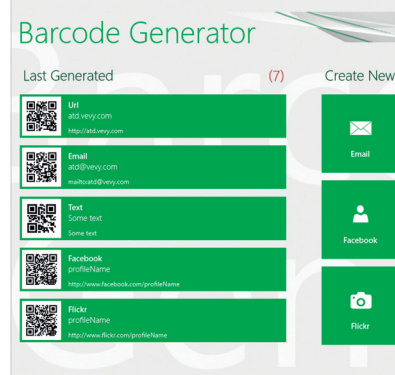 Barcode Generator
Last Generated (7)
Url
atd.vevy.com
http://atd.vevy.com
Email
atd@vevy.com
mailto:atd@vevy.com
Text
Some text
Some text
Facebook
profileName
http://www.facebook.com/profileName
Flickr
profileName
http://www.flickr.com/profileName
Create New
Email
Facebook
Flickr